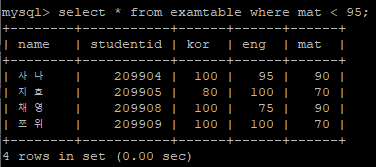 mysql> select * from examtable where mat < 95;
+--------+-----------+-----+-----+-----+
| name | studentid | kor | eng | mat |
+--------+-----------+-----+-----+-----+
| 사나 | 209904 | 100 | 95 | 90 |
| 지효 | 209905 | 80 | 100 | 70 |
| 채영 | 209908 | 100 | 75 | 90 |
| 쯔위 | 209909 | 100 | 100 | 70 |
+--------+-----------+-----+-----+-----+
4 rows in set (0.00 sec)